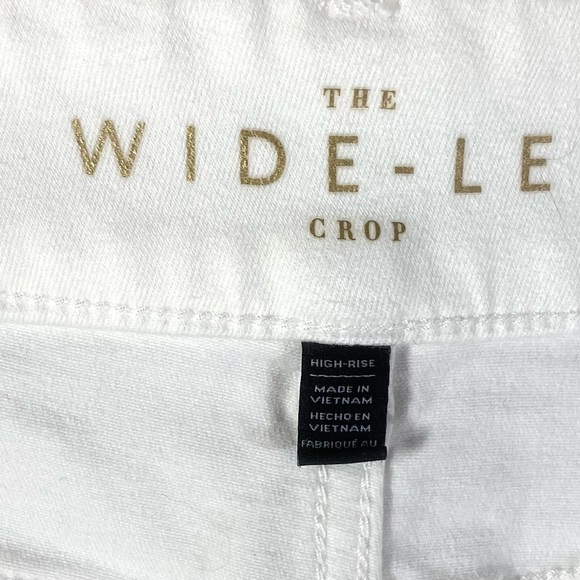 THE
WIDE-LE
CROP
HIGH-RISE
MADE IN
VIETNAM
HECHO EN
VIETNAM
FABRIQUÉ AU